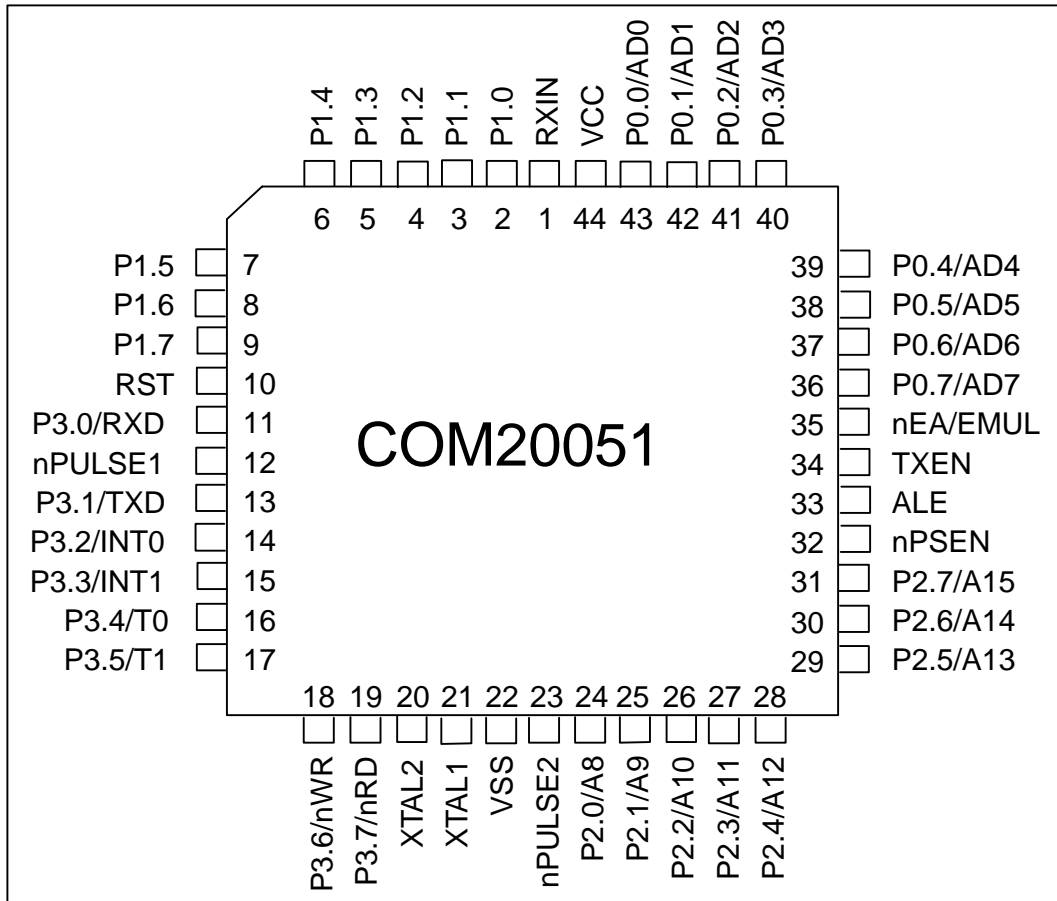 P1.4
P1.3
P1.2
P1.1
P1.0
RXIN
VCC
P0.0/AD0
P0.1/AD1
P0.2/AD2
P0.3/AD3
6 5 4 3 2 1 44 43 42 41 40
P1.5 7
P1.6 8
P1.7 9
RST 10
P3.0/RXD 11
nPULSE1 12
P3.1/TXD 13
P3.2/INT0 14
P3.3/INT1 15
P3.4/T0 16
P3.5/T1 17
COM20051
39 P0.4/AD4
38 P0.5/AD5
37 P0.6/AD6
36 P0.7/AD7
35 nEA/EMUL
34 TXEN
33 ALE
32 nPSEN
31 P2.7/A15
30 P2.6/A14
29 P2.5/A13
18 19 20 21 22 23 24 25 26 27 28
P3.6/nWR
P3.7/nRD
XTAL2
XTAL1
VSS
nPULSE2
P2.0/A8
P2.1/A9
P2.2/A10
P2.3/A11
P2.4/A12